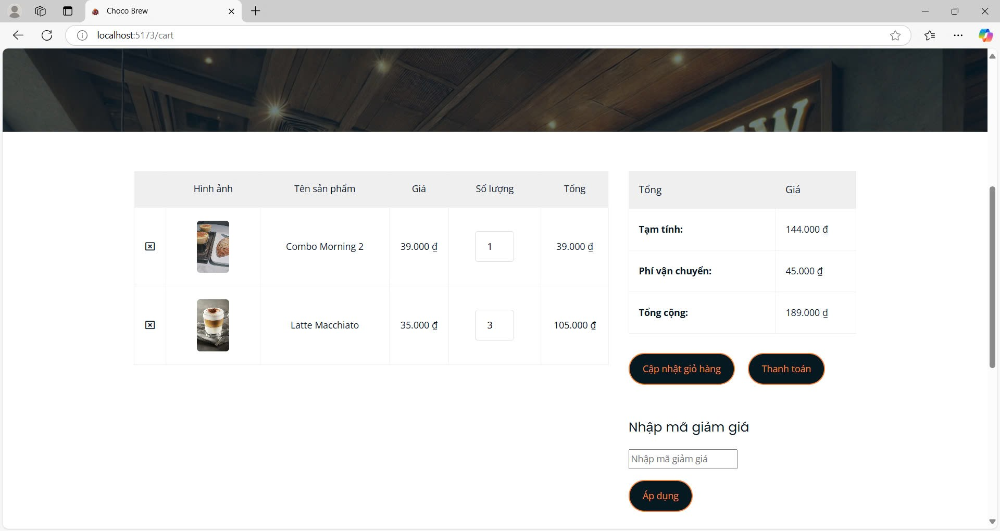 Choco Brew
localhost:5173/cart
EW
Hình ảnh Tên sản phẩm Giá Số lượng Tổng
Combo Morning 2 39.000 ₫ 1 39.000 ₫
Latte Macchiato 35.000 ₫ 3 105.000 ₫
Tổng Giá
Tạm tính: 144.000 ₫
Phí vận chuyển: 45.000 ₫
Tổng cộng: 189.000 ₫
Cập nhật giỏ hàng Thanh toán
Nhập mã giảm giá
Nhập mã giảm giá
Áp dụng